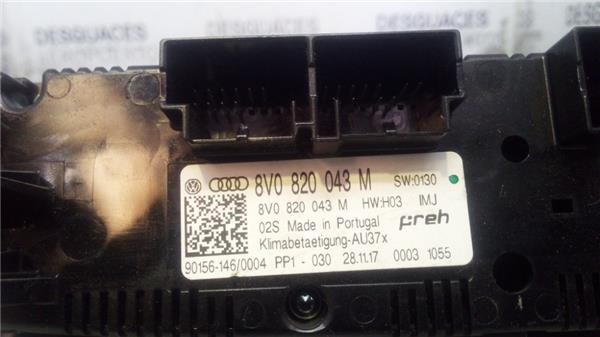 DESGUACES
DESGUACES
DESGUACES
8V0 820 043 M SW:0130
8V0 820 043 M HW:H03 IMJ
02S Made in Portugal preh
Klimabetaetigung-AU37x
90156-146/0004 PP1 - 030 28.11.17 0003 1055